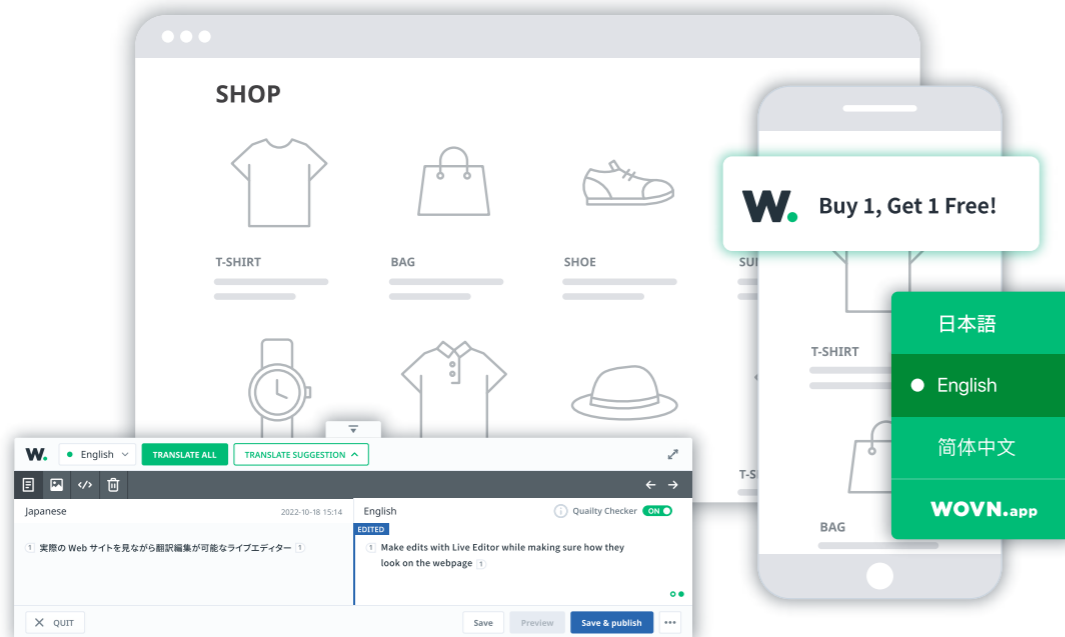 SHOP
T-SHIRT
BAG
SHOE
SU
W.
Buy 1, Get 1 Free!
T-SHIRT
日本語
English
简体中文
WOVN.app
T-S
BAG
W.
English
TRANSLATE ALL
TRANSLATE SUGGESTION
</>
Japanese
2022-10-18 15:14
English
Quailty Checker
ON
EDITED
1 実際の Web サイトを見ながら翻訳編集が可能なライブエディター 1
1 Make edits with Live Editor while making sure how they
look on the webpage 1
QUIT
Save
Preview
Save & publish